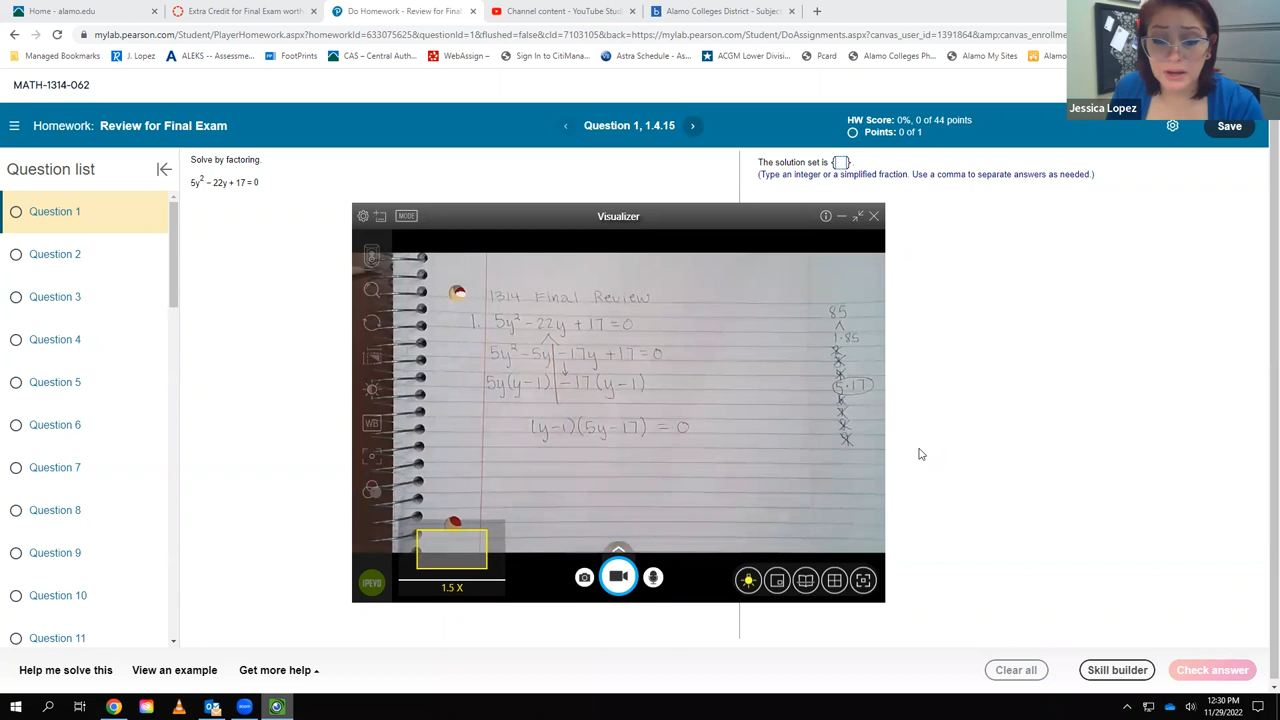 Home - alamo.edu
Extra Credit for Final Exam wort
Do Homework - Review for Final
Channel content - YouTube Stud
Alamo Colleges District - Subject
mylab.pearson.com/Student/PlayerHomework.aspx?homeworkId=633075625&questionId=1&flushed=false&cId=7103105&back=https://mylab.pearson.com/Student/DoAssignments.aspx?canvas_user_id=1391864&amp;canvas_enrollme
Managed Bookmarks
J. Lopez
ALEKS -- Assessme...
FootPrints
CAS – Central Auth...
WebAssign –
Sign In to CitiMana...
Astra Schedule - As...
ACGM Lower Divisi...
Pcard
Alamo Colleges Ph...
Alamo My Sites
Alamo
Jessica Lopez
MATH-1314-062
Homework: Review for Final Exam
Question 1, 1.4.15
HW Score: 0%, 0 of 44 points
Points: 0 of 1
Save
Question list
Question 1
Question 2
Question 3
Question 4
Question 5
Question 6
Question 7
Question 8
Question 9
Question 10
Question 11
Solve by factoring.
5y² − 22y + 17 = 0
The solution set is { }.
(Type an integer or a simplified fraction. Use a comma to separate answers as needed.)
MODE
Visualizer
WB
IPEVO
1.5 X
1314 Final Review
1. 5y² - 22y + 17 = 0
5y² - 5y - 17y + 17 = 0
5y(y-1) - 17(y-1)
(y-1)(5y-17) = 0
85
1·85
5·17
Help me solve this
View an example
Get more help
Clear all
Skill builder
Check answer
12:30 PM
11/29/2022